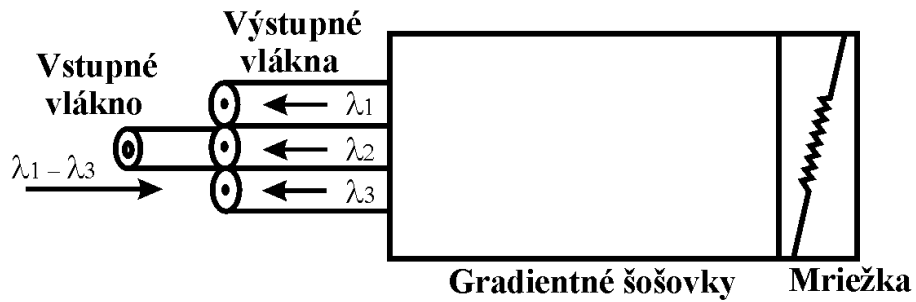 Výstupné
vlákna
Vstupné
vlákno
λ1
λ2
λ3
λ1 – λ3
Gradientné šošovky
Mriežka